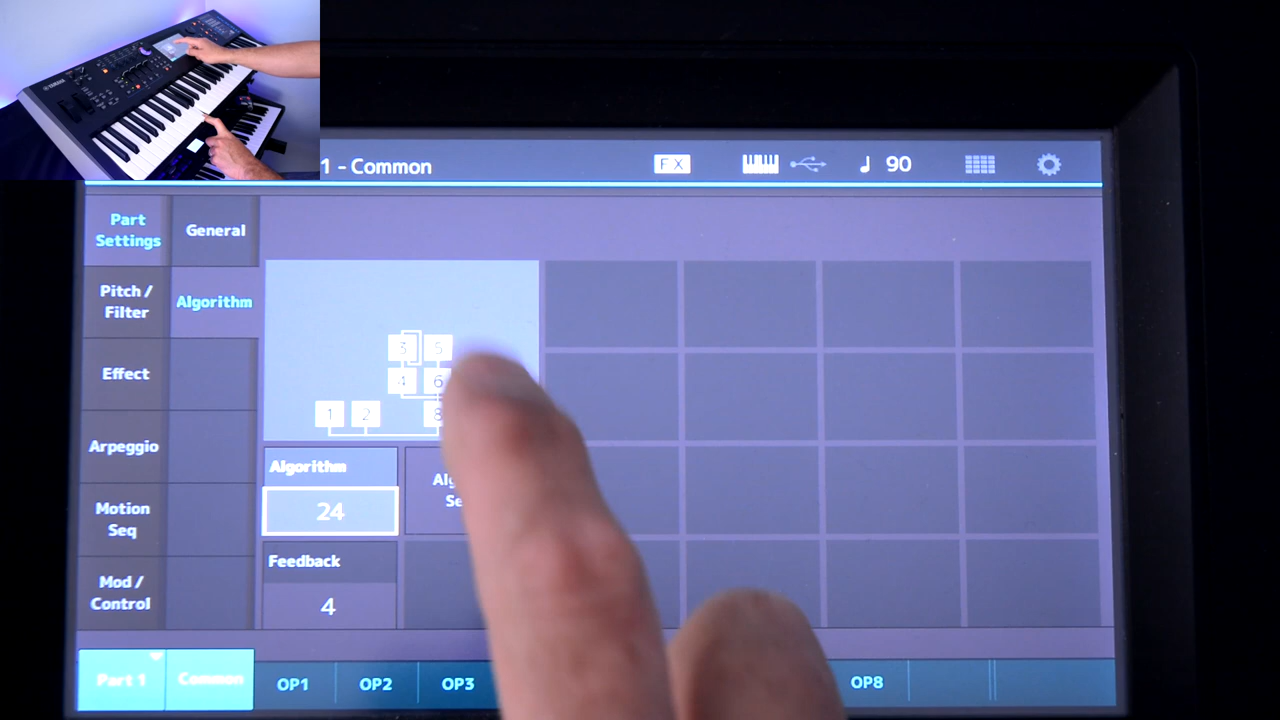 YAMAHA
1 - Common
FX
90
Part
Settings
General
Pitch /
Filter
Algorithm
Effect
Arpeggio
Motion
Seq
Mod /
Control
3 5
4 6
1 2 8
Algorithm
24
Feedback
4
Part 1
Common
OP1
OP2
OP3
OP8